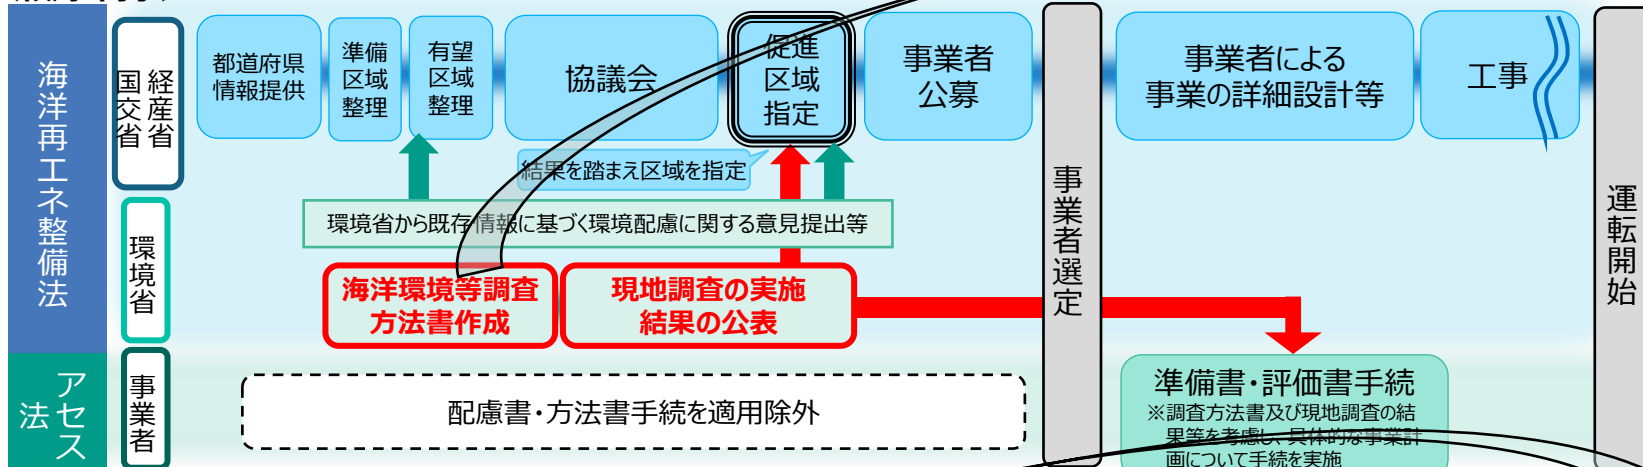 海洋再エネ整備法
経産省
国交省
都道府県
情報提供
準備
区域
整理
有望
区域
整理
協議会
促進
区域
指定
事業者
公募
事業者による
事業の詳細設計等
工事
結果を踏まえ区域を指定
環境省
環境省から既存情報に基づく環境配慮に関する意見提出等
海洋環境等調査
方法書作成
現地調査の実施
結果の公表
事業者選定
運転開始
アセス
法
事業者
配慮書・方法書手続を適用除外
準備書・評価書手続
※調査方法書及び現地調査の結
果等を考慮し、具体的な事業計
画について手続を実施